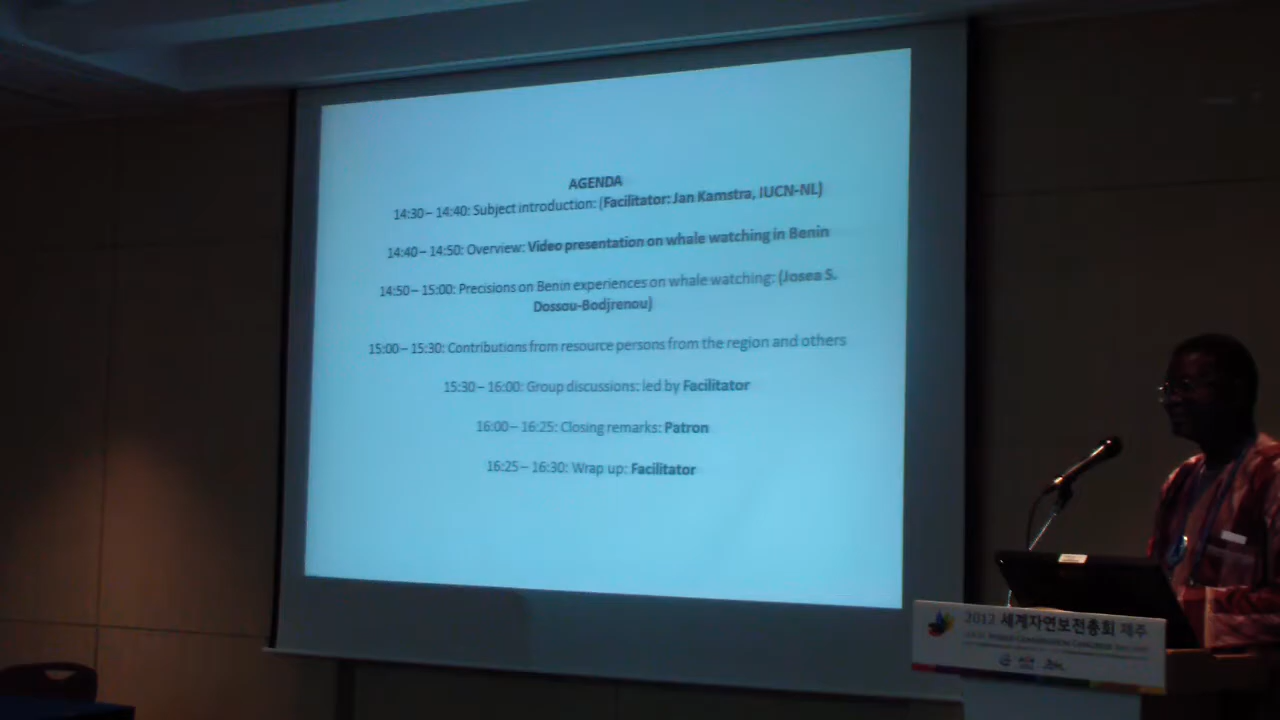 AGENDA
14:30 – 14:40: Subject introduction: (Facilitator: Jan Kamstra, IUCN-NL)
14:40 – 14:50: Overview: Video presentation on whale watching in Benin
14:50 – 15:00: Precisions on Benin experiences on whale watching: (Josea S.
Dossou-Bodjrenou)
15:00 – 15:30: Contributions from resource persons from the region and others
15:30 – 16:00: Group discussions: led by Facilitator
16:00 – 16:25: Closing remarks: Patron
16:25 – 16:30: Wrap up: Facilitator
2012 세계자연보전총회 제주
WORLD CONSERVATION CONGRESS